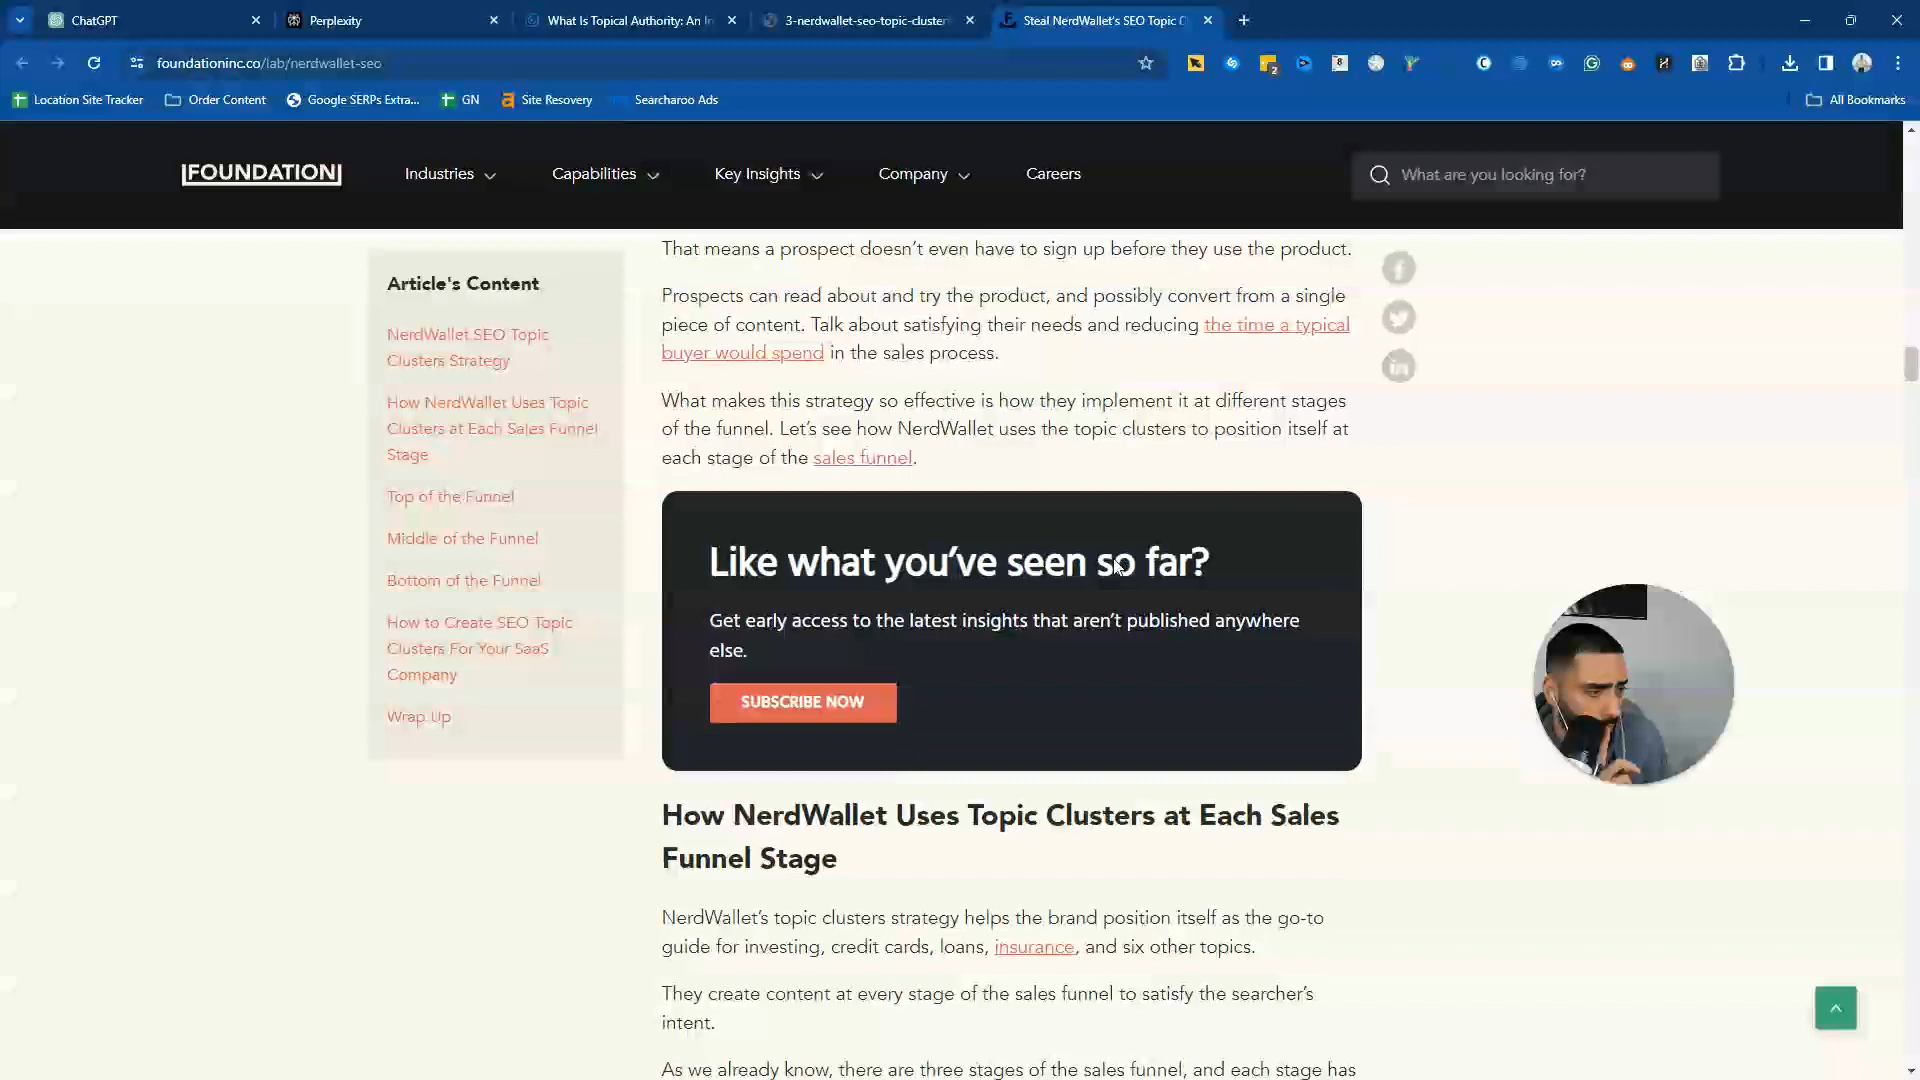 ChatGPT
Perplexity
What Is Topical Authority: An In
3-nerdwallet-seo-topic-cluster
Steal NerdWallet's SEO Topic C
foundationinc.co/lab/nerdwallet-seo
Location Site Tracker
Order Content
Google SERPs Extra...
GN
Site Recovery
Searcharoo Ads
All Bookmarks
FOUNDATION
Industries
Capabilities
Key Insights
Company
Careers
What are you looking for?
Article's Content
NerdWallet SEO Topic
Clusters Strategy
How NerdWallet Uses Topic
Clusters at Each Sales Funnel
Stage
Top of the Funnel
Middle of the Funnel
Bottom of the Funnel
How to Create SEO Topic
Clusters For Your SaaS
Company
Wrap Up
That means a prospect doesn't even have to sign up before they use the product.
Prospects can read about and try the product, and possibly convert from a single
piece of content. Talk about satisfying their needs and reducing the time a typical
buyer would spend in the sales process.
What makes this strategy so effective is how they implement it at different stages
of the funnel. Let's see how NerdWallet uses the topic clusters to position itself at
each stage of the sales funnel.
Like what you've seen so far?
Get early access to the latest insights that aren't published anywhere
else.
SUBSCRIBE NOW
How NerdWallet Uses Topic Clusters at Each Sales
Funnel Stage
NerdWallet's topic clusters strategy helps the brand position itself as the go-to
guide for investing, credit cards, loans, insurance, and six other topics.
They create content at every stage of the sales funnel to satisfy the searcher's
intent.
As we already know, there are three stages of the sales funnel, and each stage has